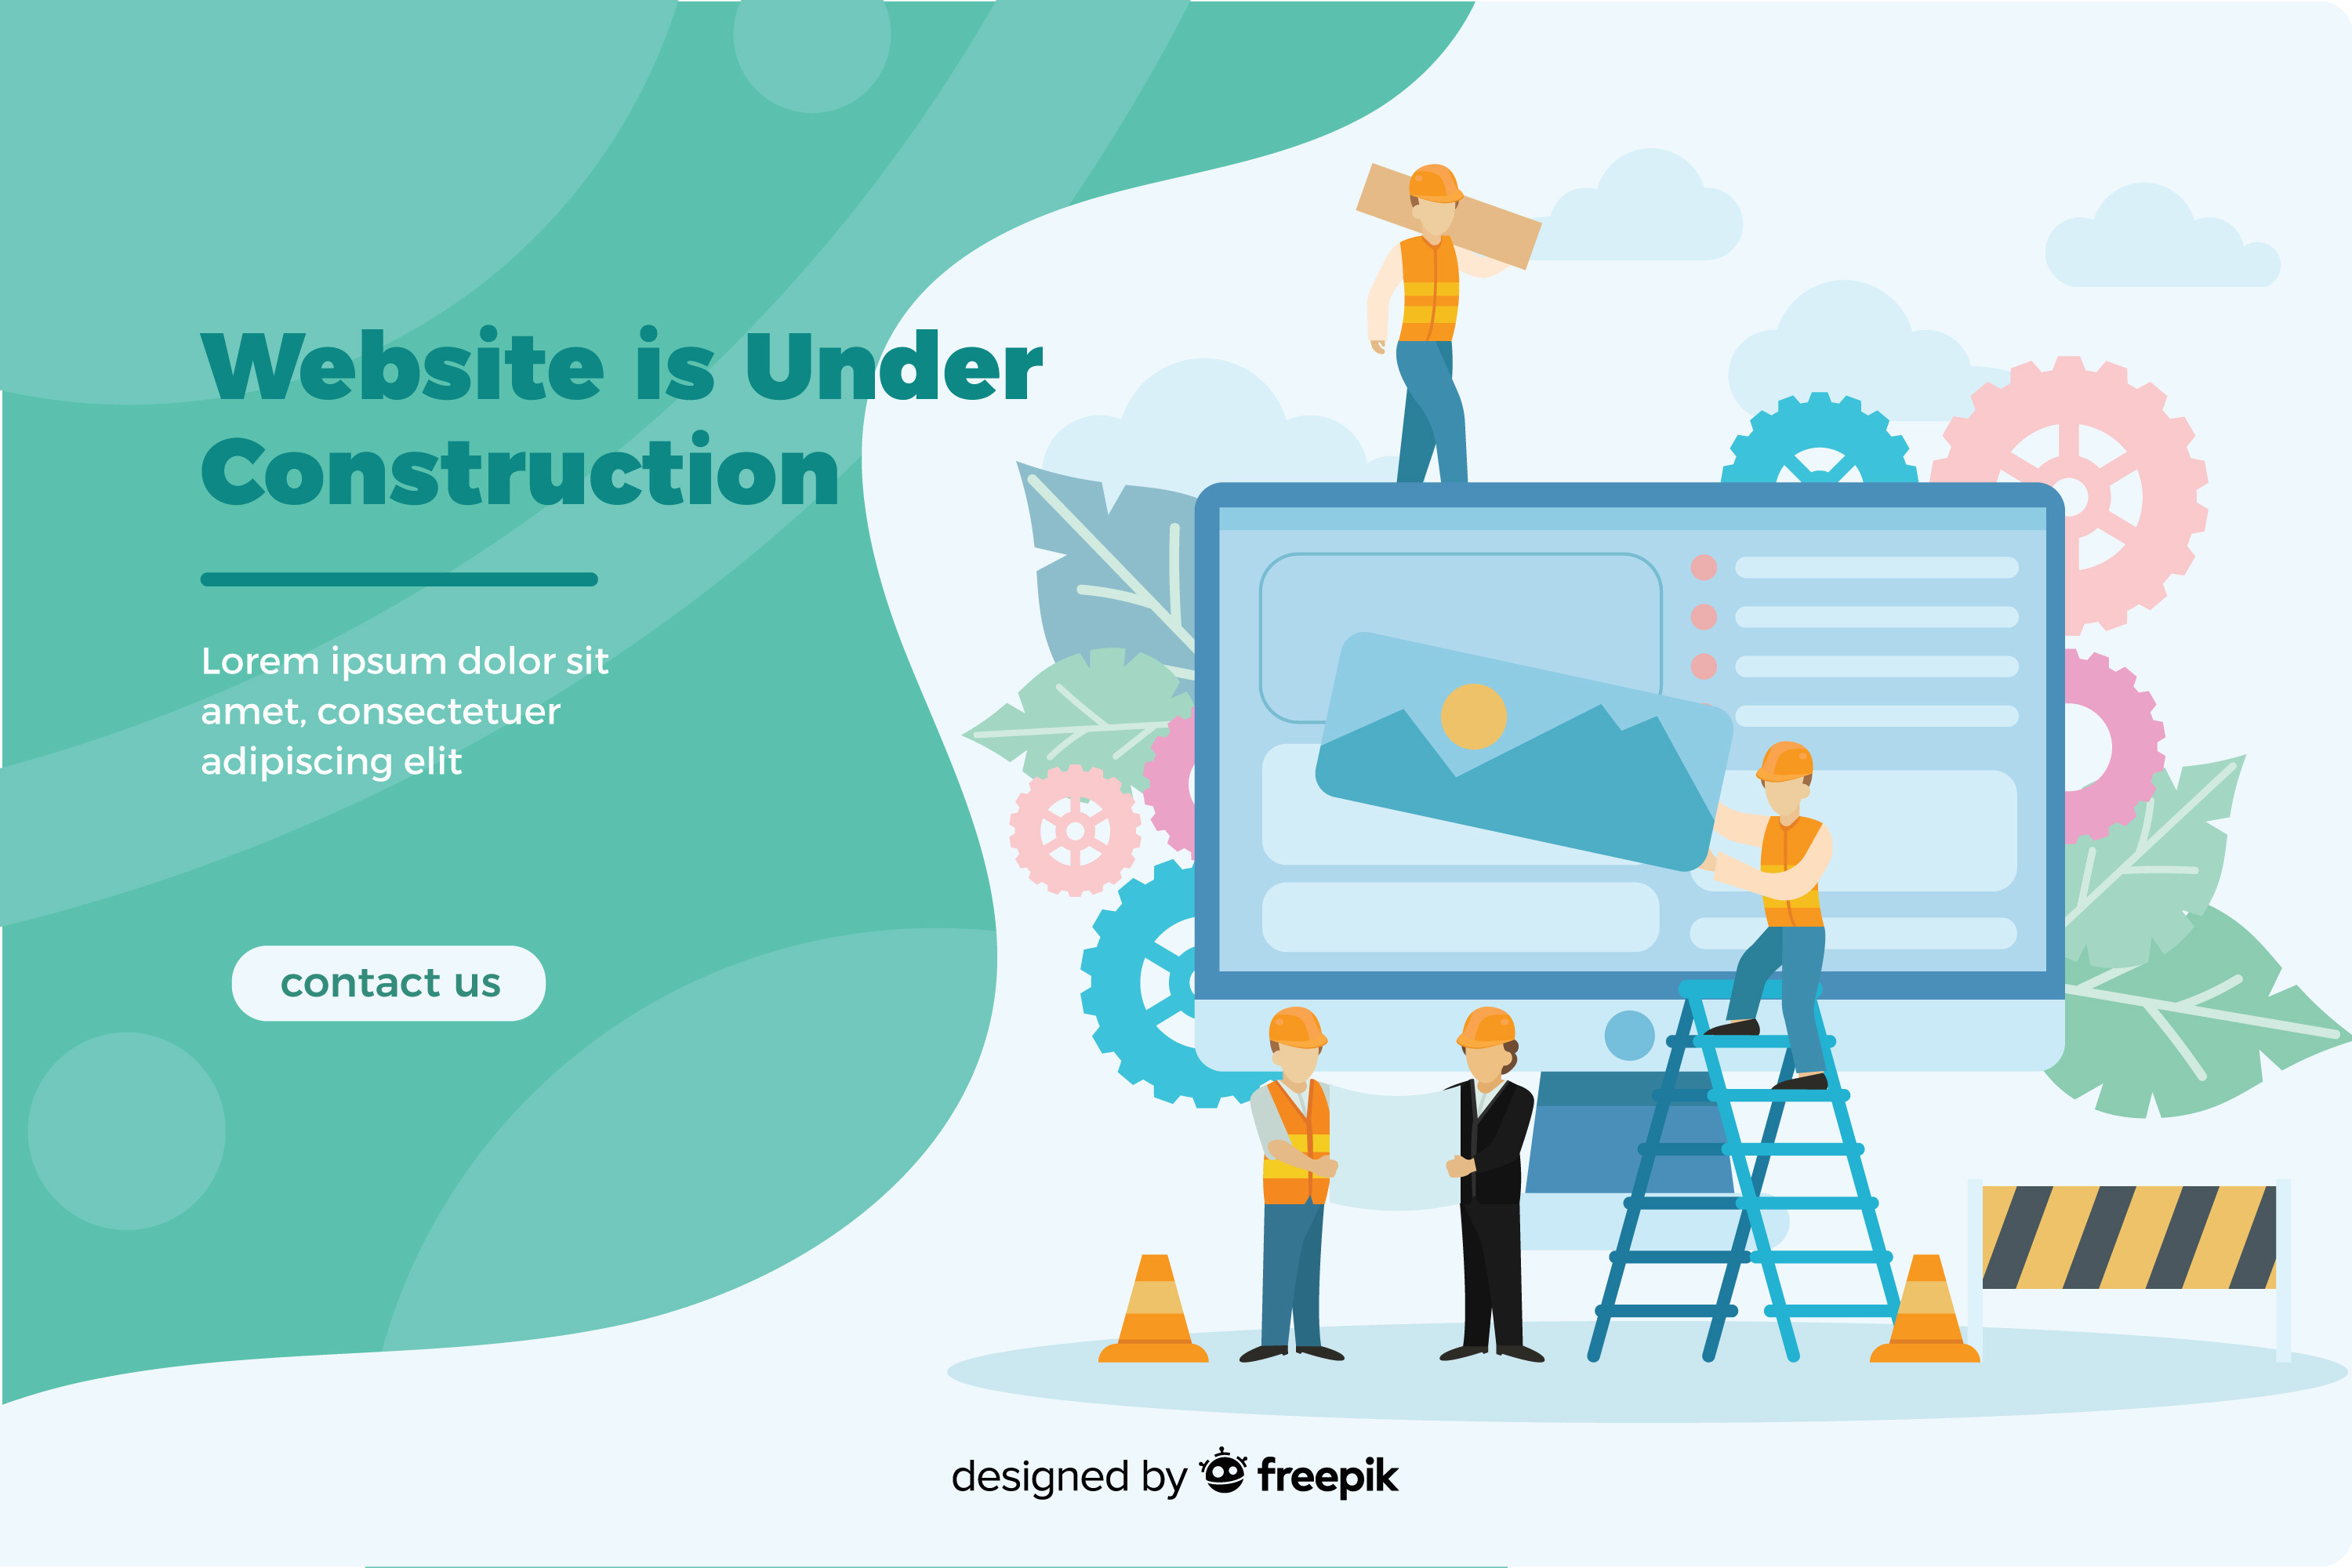 Website is Under
Construction
Lorem ipsum dolor sit
amet, consectetuer
adipiscing elit
contact us
designed by freepik